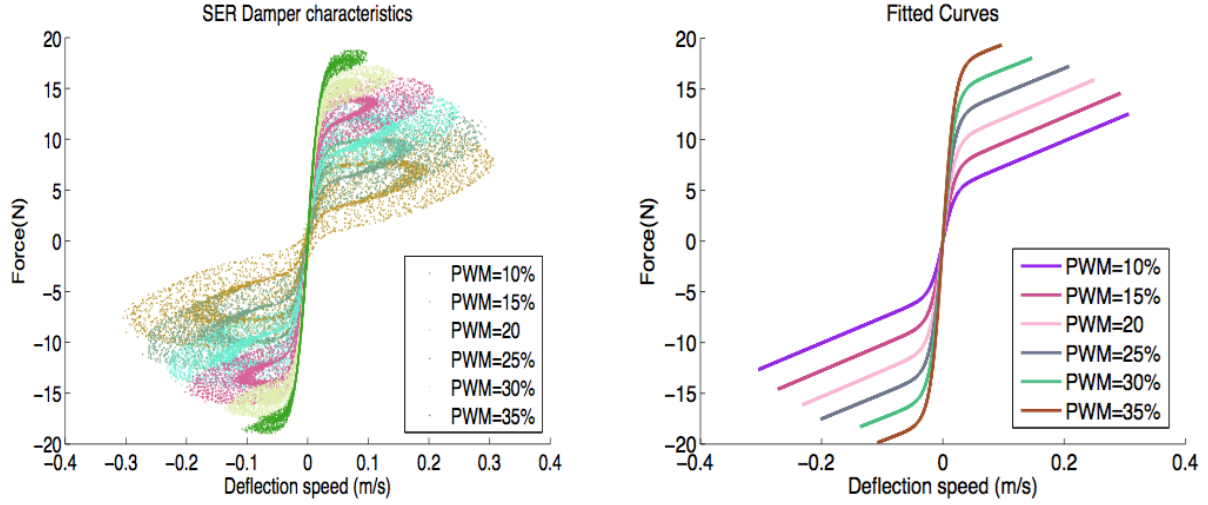 SER Damper characteristics
20
15
10
5
0
−5
−10
−15
−20
Force(N)
−0.4
−0.3
−0.2
−0.1
0
0.1
0.2
0.3
0.4
Deflection speed (m/s)
PWM=10%
PWM=15%
PWM=20
PWM=25%
PWM=30%
PWM=35%
Fitted Curves
20
15
10
5
0
−5
−10
−15
−20
Force(N)
−0.4
−0.2
0
0.2
0.4
Deflection speed (m/s)
PWM=10%
PWM=15%
PWM=20
PWM=25%
PWM=30%
PWM=35%